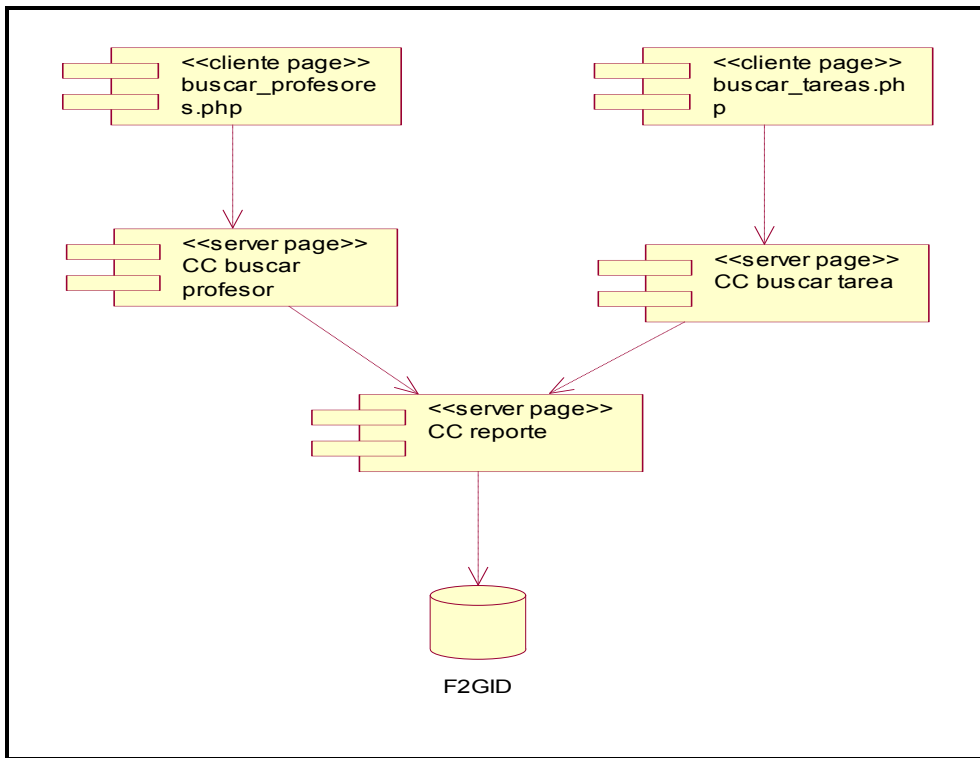 <<cliente page>>
buscar_profesore
s.php
<<cliente page>>
buscar_tareas.ph
p
<<server page>>
CC buscar
profesor
<<server page>>
CC buscar tarea
<<server page>>
CC reporte
F2GID